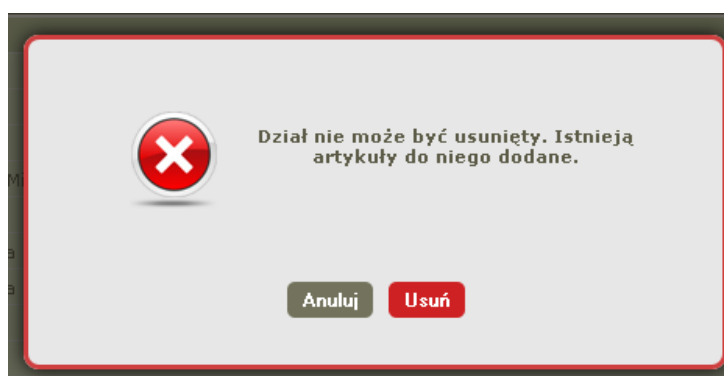 Dział nie może być usunięty. Istnieją
artykuły do niego dodane.
Anuluj
Usuń